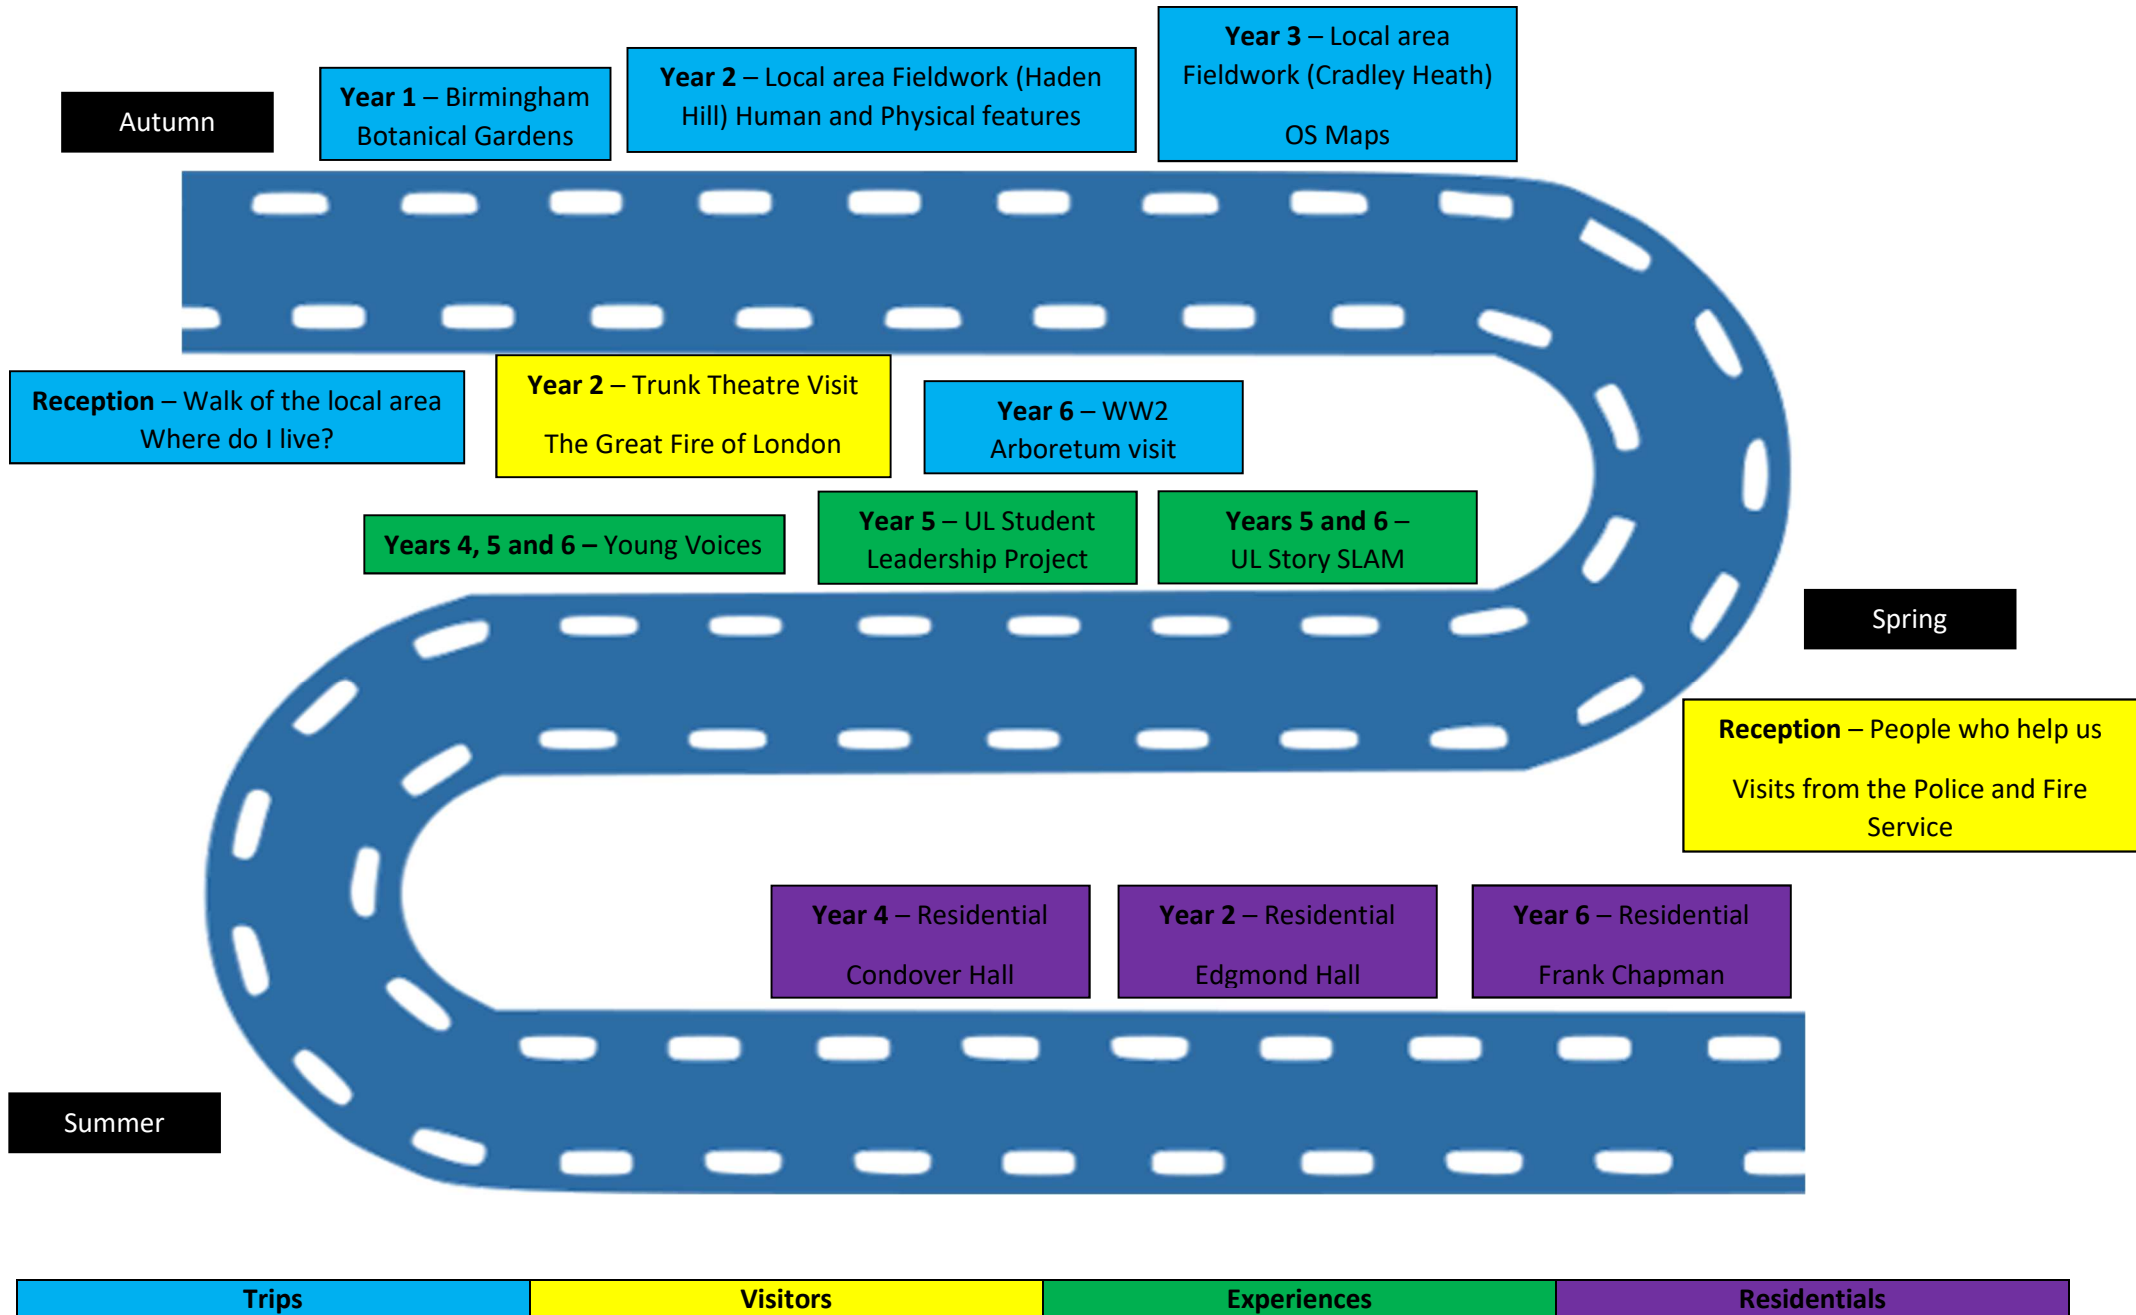 Autumn
Year 1 – Birmingham
Botanical Gardens
Year 2 – Local area Fieldwork (Haden
Hill) Human and Physical features
Year 3 – Local area
Fieldwork (Cradley Heath)
OS Maps
Reception – Walk of the local area
Where do I live?
Year 2 – Trunk Theatre Visit
The Great Fire of London
Year 6 – WW2
Arboretum visit
Years 4, 5 and 6 – Young Voices
Year 5 – UL Student
Leadership Project
Years 5 and 6 –
UL Story SLAM
Spring
Reception – People who help us
Visits from the Police and Fire
Service
Year 4 – Residential
Condover Hall
Year 2 – Residential
Edgmond Hall
Year 6 – Residential
Frank Chapman
Summer
Trips
Visitors
Experiences
Residentials